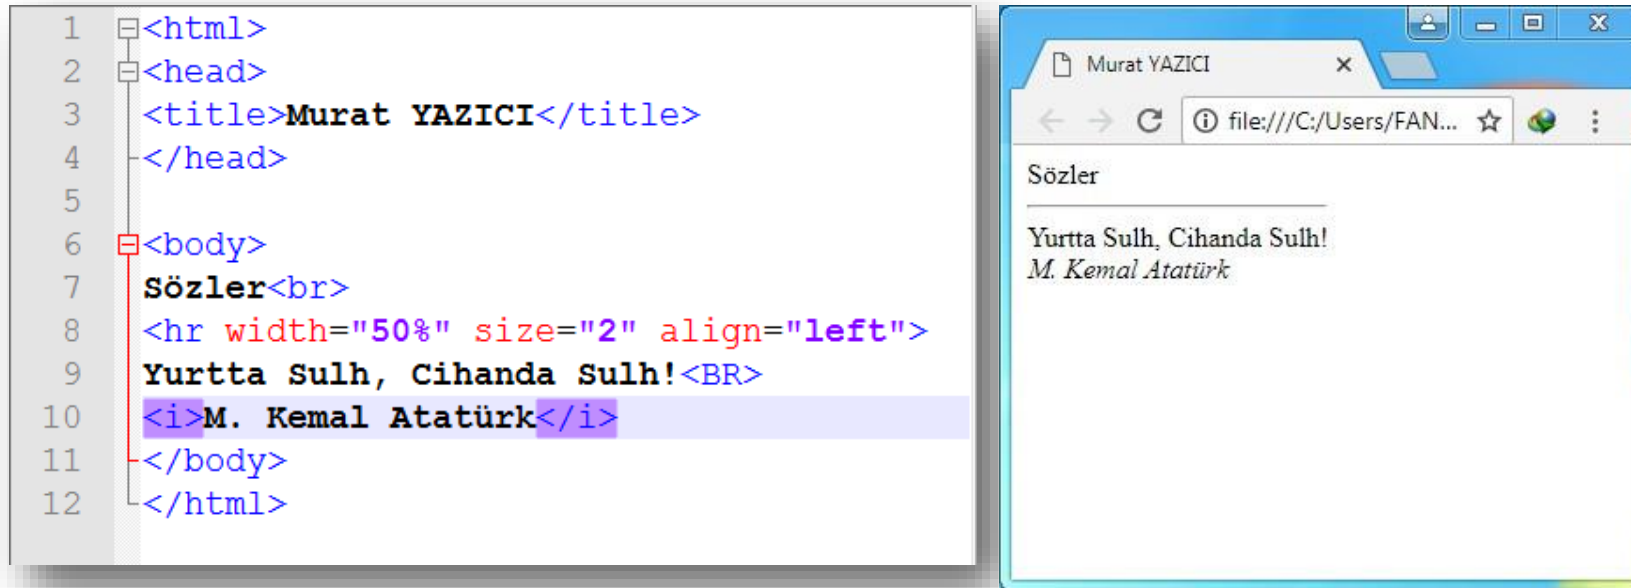 1 <html>
2 <head>
3 <title>Murat YAZICI</title>
4 </head>
5
6 <body>
7 Sözler<br>
8 <hr width="50%" size="2" align="left">
9 Yurtta Sulh, Cihanda Sulh!<BR>
10 <i>M. Kemal Atatürk</i>
11 </body>
12 </html>
Murat YAZICI
file:///C:/Users/FAN...
Sözler
Yurtta Sulh, Cihanda Sulh!
M. Kemal Atatürk